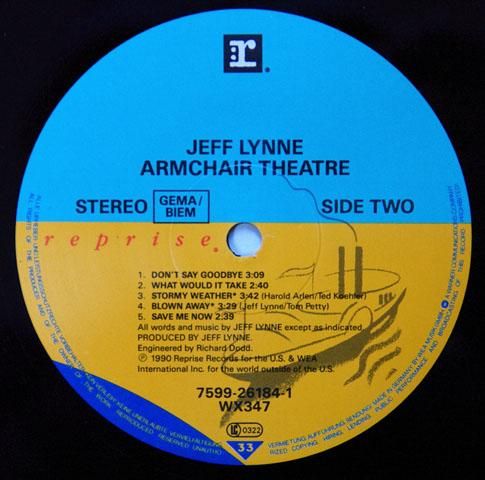 r
JEFF LYNNE
ARMCHAIR THEATRE
STEREO
GEMA/
BIEM
SIDE TWO
reprise
1. DON'T SAY GOODBYE 3:09
2. WHAT WOULD IT TAKE 2:40
3. STORMY WEATHER* 3:42 (Harold Arlen/Ted Koehler)
4. BLOWN AWAY* 3:29 (Jeff Lynne/Tom Petty)
5. SAVE ME NOW 2:39
All words and music by JEFF LYNNE except as indicated.
PRODUCED BY JEFF LYNNE.
Engineered by Richard Dodd.
℗ 1990 Reprise Records for the U.S. & WEA
International Inc. for the world outside of the U.S.
7599-26184-1
WX347
LC 0322
33